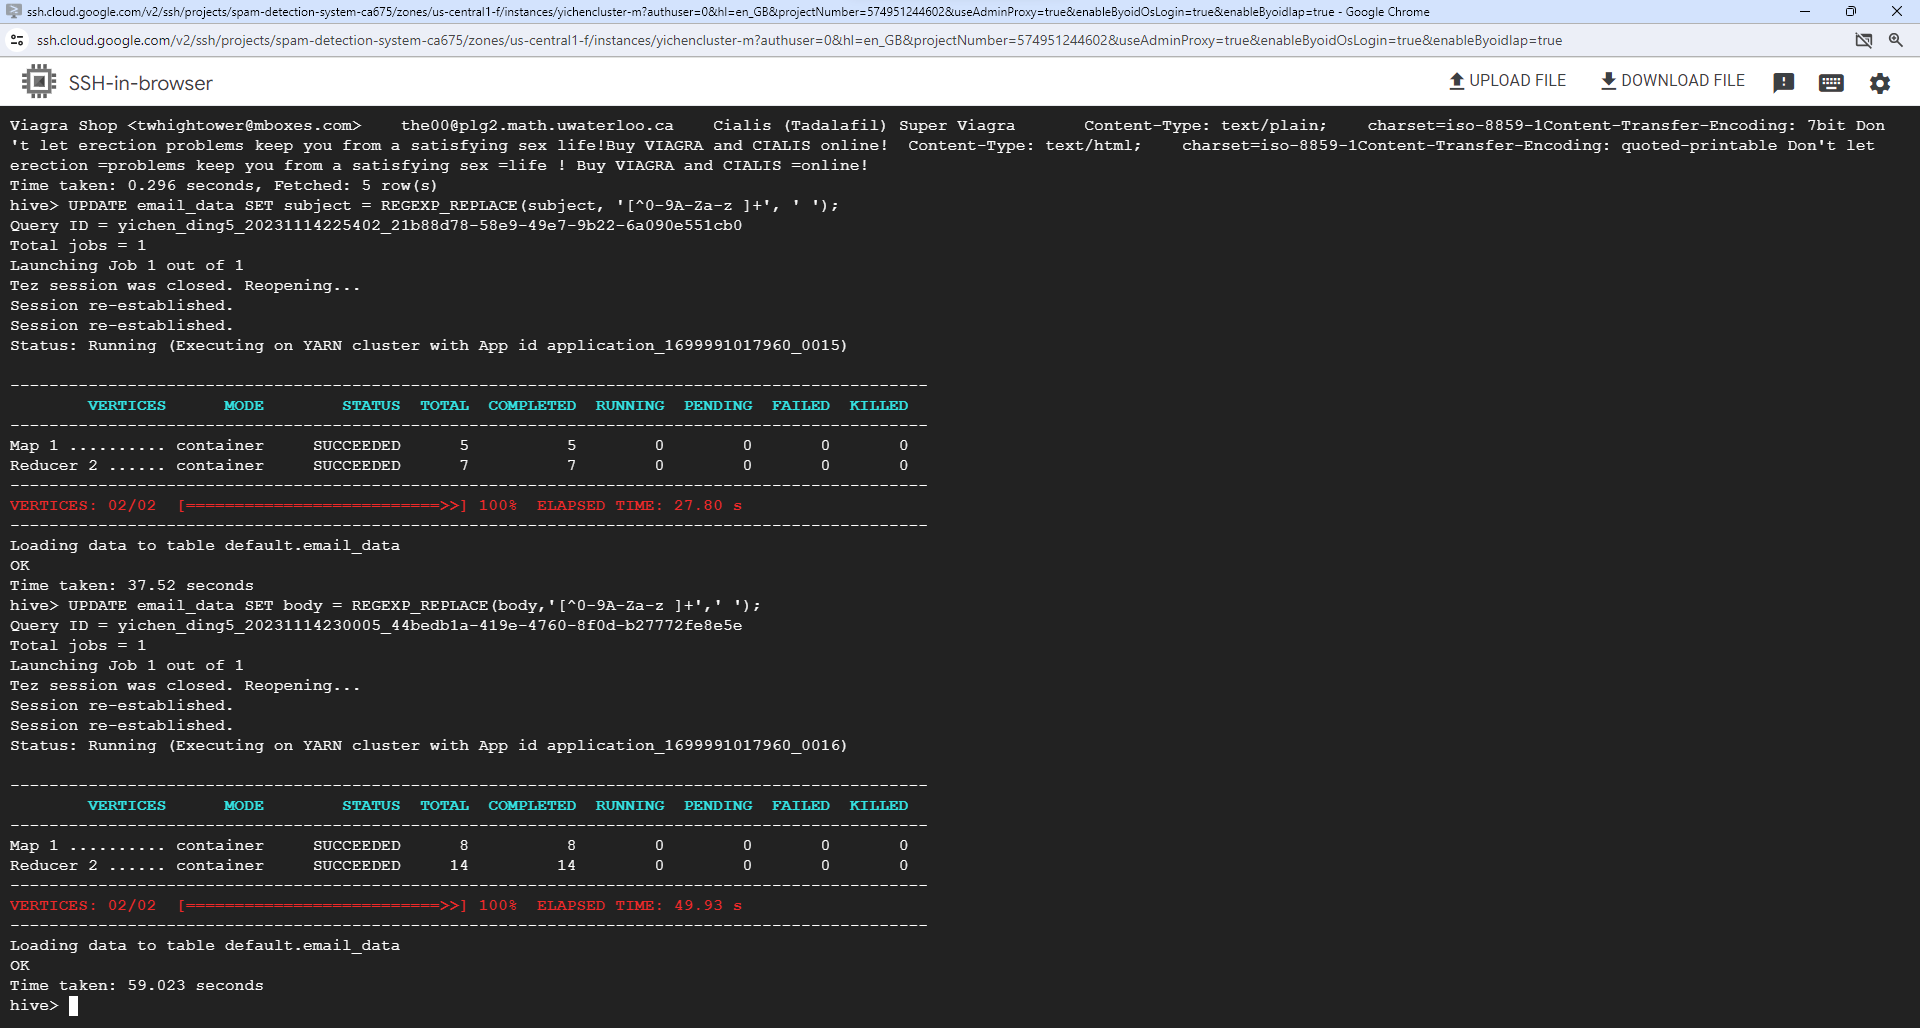 ssh.cloud.google.com/v2/ssh/projects/spam-detection-system-ca675/zones/us-central1-f/instances/yichencluster-m?authuser=0&hl=en_GB&projectNumber=574951244602&useAdminProxy=true&enableByoidOsLogin=true&enableByoidIap=true - Google Chrome
ssh.cloud.google.com/v2/ssh/projects/spam-detection-system-ca675/zones/us-central1-f/instances/yichencluster-m?authuser=0&hl=en_GB&projectNumber=574951244602&useAdminProxy=true&enableByoidOsLogin=true&enableByoidIap=true
SSH-in-browser UPLOAD FILE DOWNLOAD FILE
Viagra Shop <twhightower@mboxes.com>    the00@plg2.math.uwaterloo.ca    Cialis (Tadalafil) Super Viagra       Content-Type: text/plain;    charset=iso-8859-1Content-Transfer-Encoding: 7bit Don
't let erection problems keep you from a satisfying sex life!Buy VIAGRA and CIALIS online!  Content-Type: text/html;    charset=iso-8859-1Content-Transfer-Encoding: quoted-printable Don't let
erection =problems keep you from a satisfying sex =life ! Buy VIAGRA and CIALIS =online!
Time taken: 0.296 seconds, Fetched: 5 row(s)
hive> UPDATE email_data SET subject = REGEXP_REPLACE(subject, '[^0-9A-Za-z ]+', ' ');
Query ID = yichen_ding5_20231114225402_21b88d78-58e9-49e7-9b22-6a090e551cb0
Total jobs = 1
Launching Job 1 out of 1
Tez session was closed. Reopening...
Session re-established.
Session re-established.
Status: Running (Executing on YARN cluster with App id application_1699991017960_0015)
----------------------------------------------------------------------------------------------
        VERTICES      MODE        STATUS  TOTAL  COMPLETED  RUNNING  PENDING  FAILED  KILLED
----------------------------------------------------------------------------------------------
Map 1 .......... container     SUCCEEDED      5          5        0        0       0       0
Reducer 2 ...... container     SUCCEEDED      7          7        0        0       0       0
----------------------------------------------------------------------------------------------
VERTICES: 02/02  [==========================>>] 100%  ELAPSED TIME: 27.80 s
----------------------------------------------------------------------------------------------
Loading data to table default.email_data
OK
Time taken: 37.52 seconds
hive> UPDATE email_data SET body = REGEXP_REPLACE(body,'[^0-9A-Za-z ]+',' ');
Query ID = yichen_ding5_20231114230005_44bedb1a-419e-4760-8f0d-b27772fe8e5e
Total jobs = 1
Launching Job 1 out of 1
Tez session was closed. Reopening...
Session re-established.
Session re-established.
Status: Running (Executing on YARN cluster with App id application_1699991017960_0016)
----------------------------------------------------------------------------------------------
        VERTICES      MODE        STATUS  TOTAL  COMPLETED  RUNNING  PENDING  FAILED  KILLED
----------------------------------------------------------------------------------------------
Map 1 .......... container     SUCCEEDED      8          8        0        0       0       0
Reducer 2 ...... container     SUCCEEDED     14         14        0        0       0       0
----------------------------------------------------------------------------------------------
VERTICES: 02/02  [==========================>>] 100%  ELAPSED TIME: 49.93 s
----------------------------------------------------------------------------------------------
Loading data to table default.email_data
OK
Time taken: 59.023 seconds
hive>